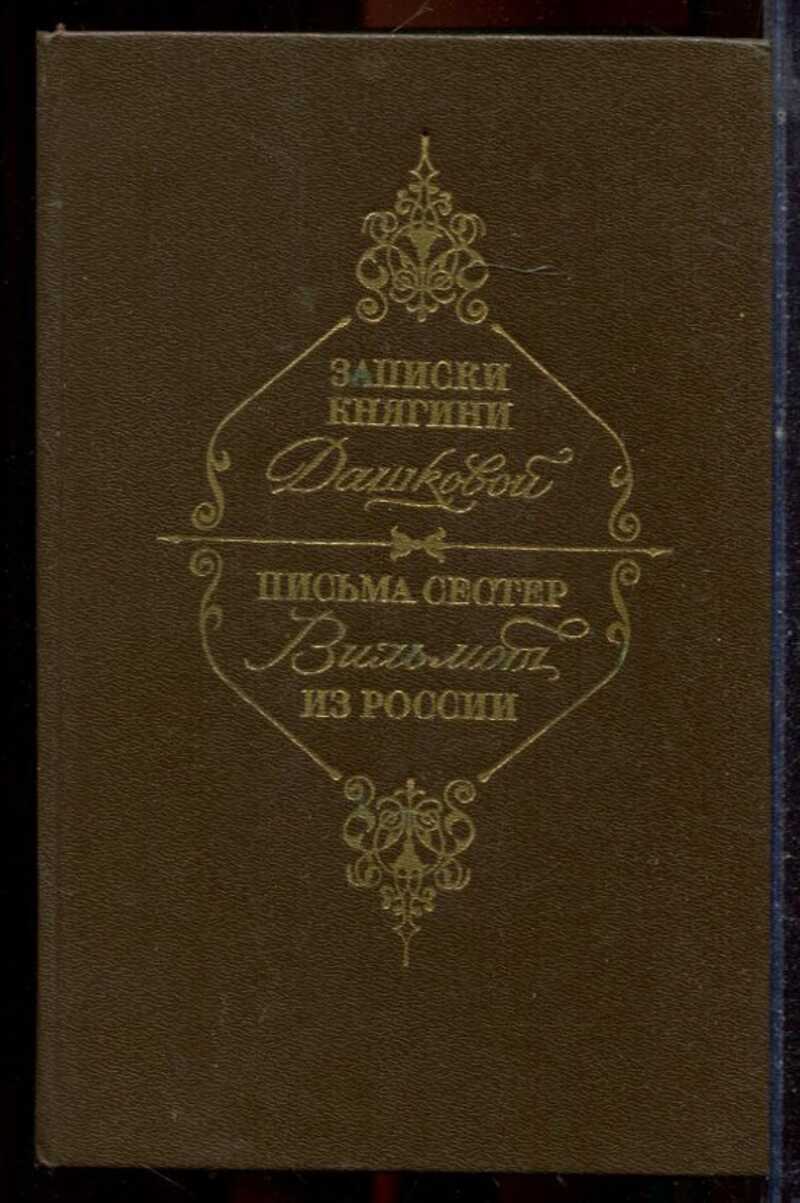 ЗАПИСКИ
КНЯГИНИ
Дашковой
ПИСЬМА СЕСТЕР
Вильмот
ИЗ РОССИИ